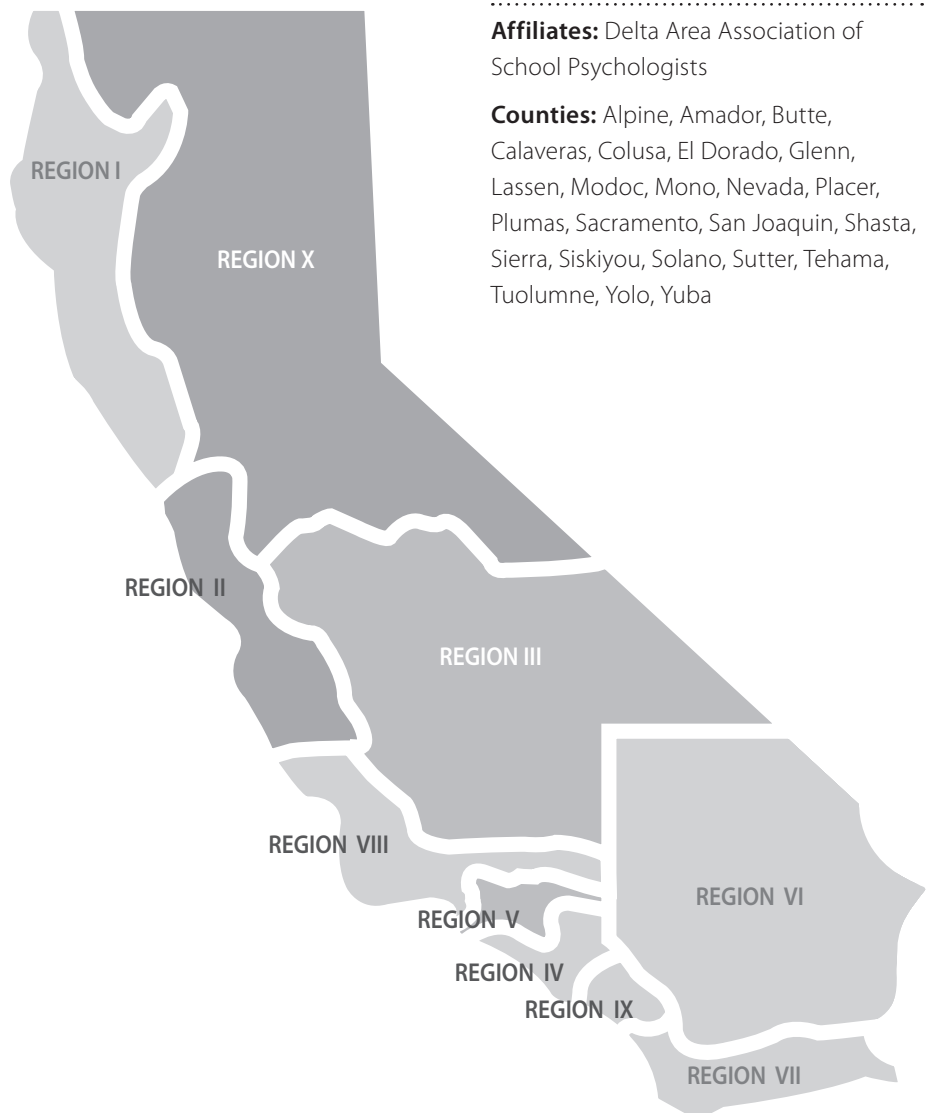 Affiliates: Delta Area Association of
School Psychologists
Counties: Alpine, Amador, Butte,
Calaveras, Colusa, El Dorado, Glenn,
Lassen, Modoc, Mono, Nevada, Placer,
Plumas, Sacramento, San Joaquin, Shasta,
Sierra, Siskiyou, Solano, Sutter, Tehama,
Tuolumne, Yolo, Yuba
REGION I
REGION X
REGION II
REGION III
REGION VIII
REGION VI
REGION V
REGION IV
REGION IX
REGION VII